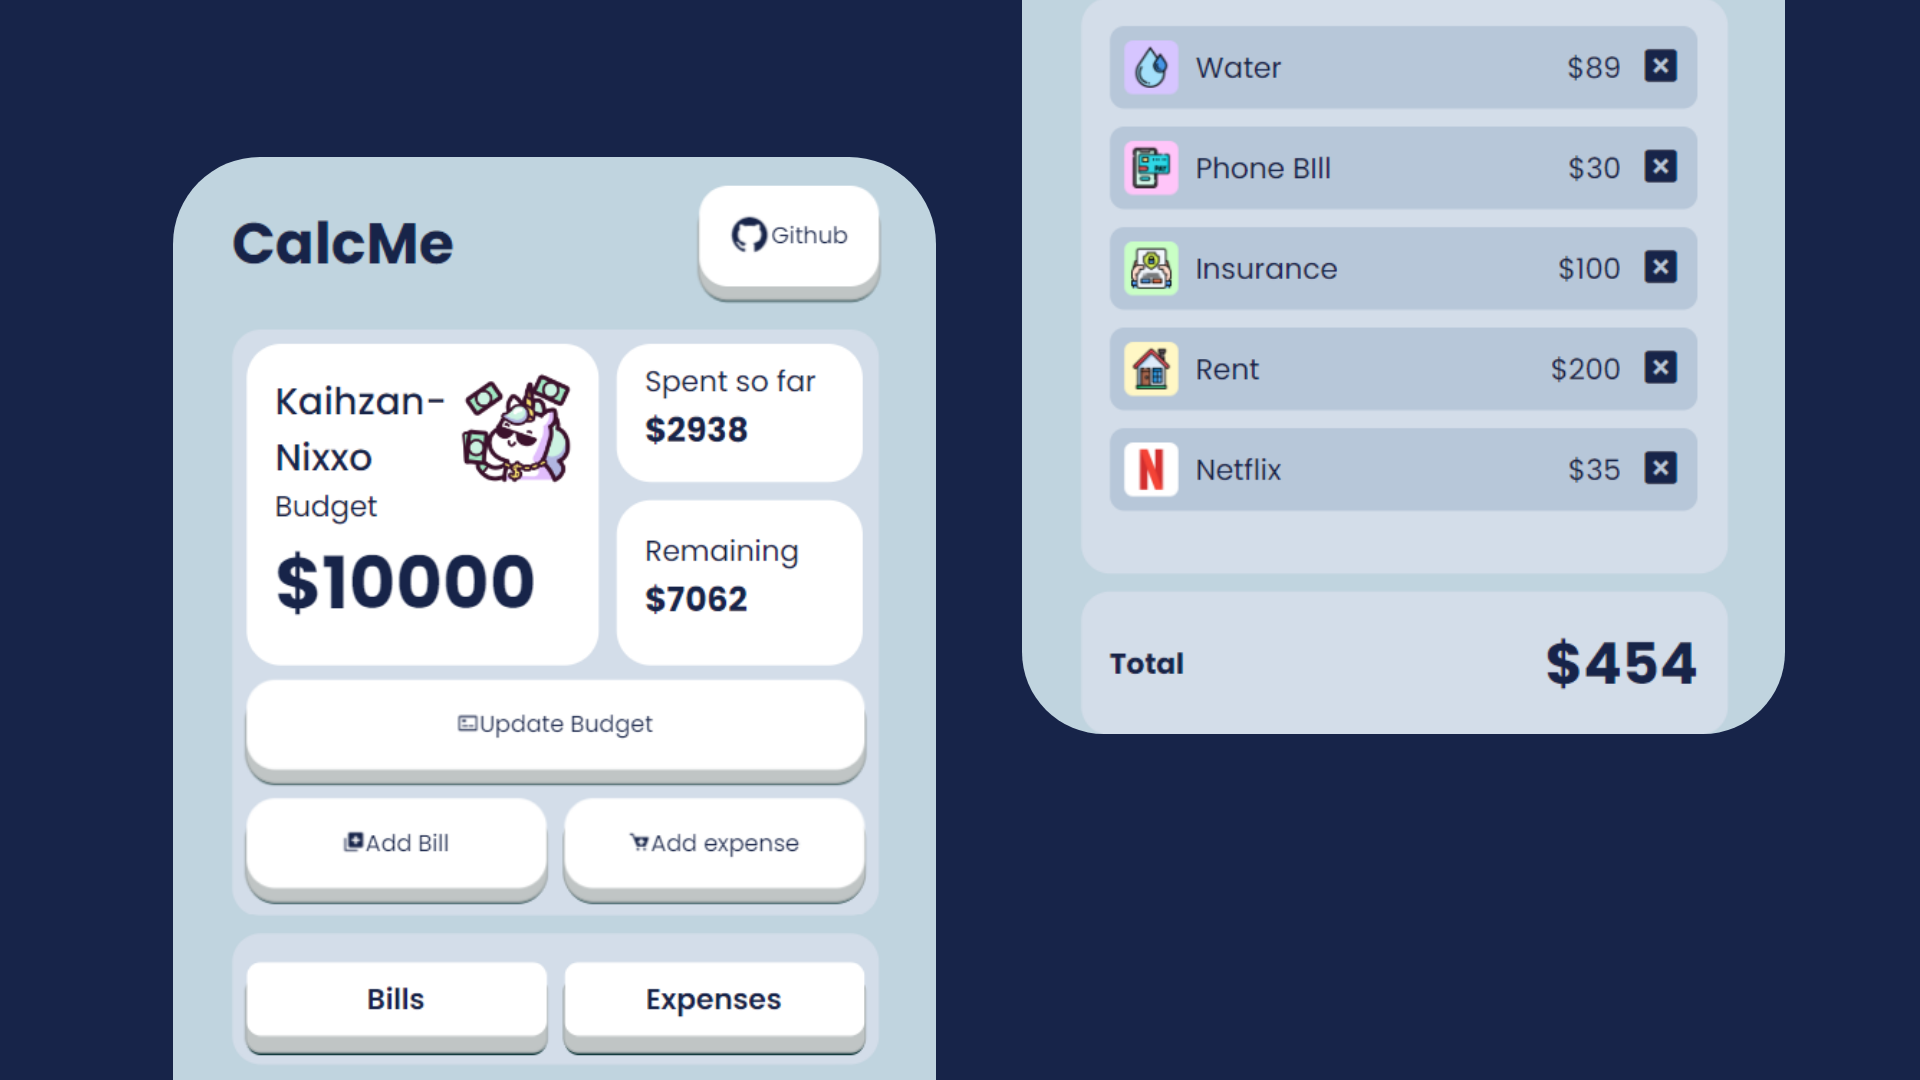 CalcMe
Github
Kaihzan-
Nixxo
Budget
$10000
Spent so far
$2938
Remaining
$7062
Update Budget
Add Bill
Add expense
Bills
Expenses
Water $89
Phone BIll $30
Insurance $100
Rent $200
N Netflix $35
Total $454